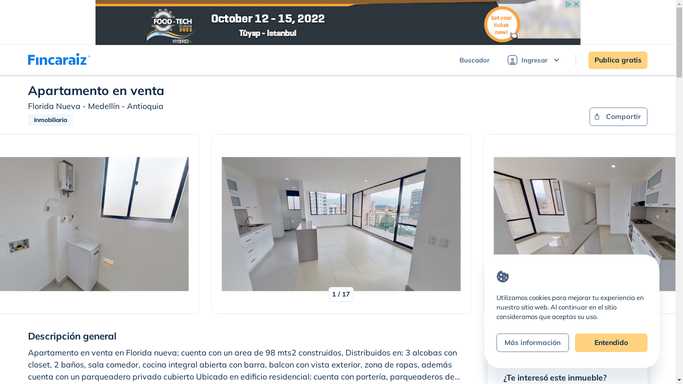 FOOD-TECH
EURASIA
HYBRID
October 12 - 15, 2022
Tüyap - Istanbul
Get your
ticket
now!
Fincaraiz
Buscador
Ingresar
Publica gratis
Apartamento en venta
Florida Nueva - Medellín - Antioquia
Inmobiliaria
Compartir
1 / 17
Utilizamos cookies para mejorar tu experiencia en
nuestro sitio web. Al continuar en el sitio
consideramos que aceptas su uso.
Más información
Entendido
Descripción general
Apartamento en venta en Florida nueva: cuenta con un area de 98 mts2 construidos, Distribuidos en: 3 alcobas con
closet, 2 baños, sala comedor, cocina integral abierta con barra, balcon con vista exterior, zona de ropas, además
cuenta con un parqueadero privado cubierto Ubicado en edificio residencial: cuenta con portería, parqueaderos de...
¿Te interesó este inmueble?